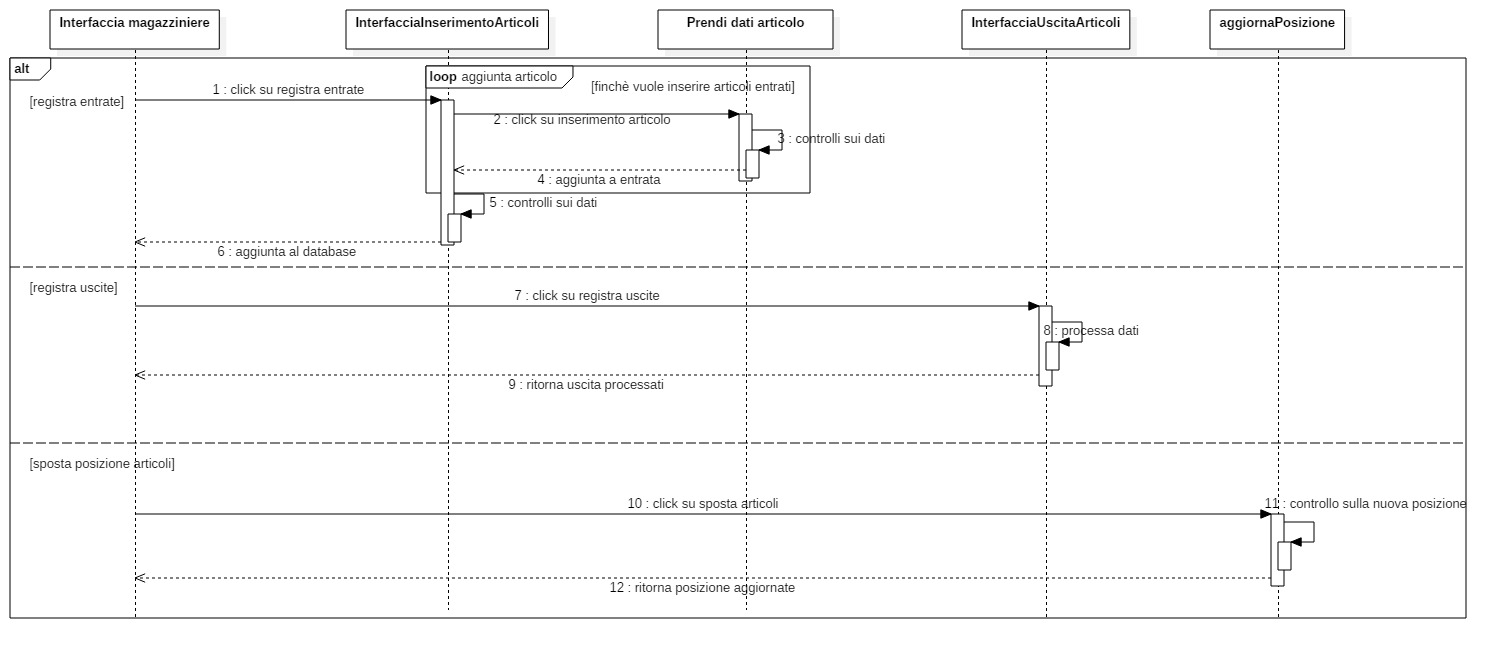 Interfaccia magazziniere
InterfacciaInserimentoArticoli
Prendi dati articolo
InterfacciaUscitaArticoli
aggiornaPosizione
alt
loop aggiunta articolo
[finchè vuole inserire articoli entrati]
[registra entrate]
1 : click su registra entrate
2 : click su inserimento articolo
3 : controlli sui dati
4 : aggiunta a entrata
5 : controlli sui dati
6 : aggiunta al database
[registra uscite]
7 : click su registra uscite
8 : processa dati
9 : ritorna uscita processati
[sposta posizione articoli]
10 : click su sposta articoli
11 : controllo sulla nuova posizione
12 : ritorna posizione aggiornate